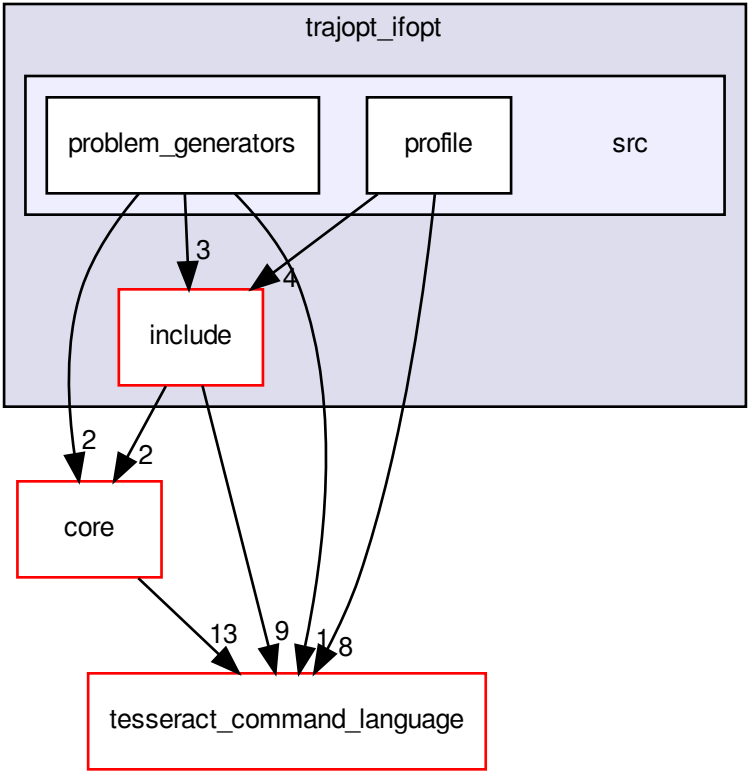 trajopt_ifopt
problem_generators
profile
src
3
4
include
2
2
core
13
9
1
8
tesseract_command_language